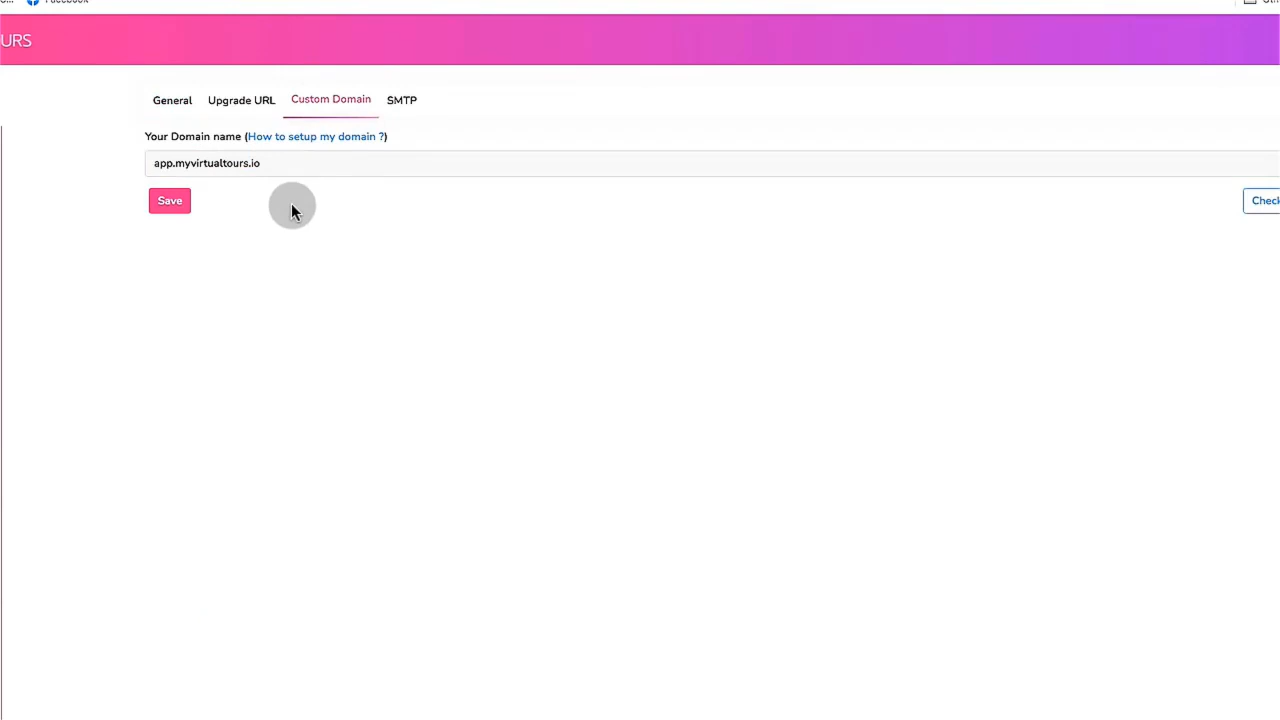 Facebook
URS
General Upgrade URL Custom Domain SMTP
Your Domain name (How to setup my domain ?)
app.myvirtualtours.io
Save Check